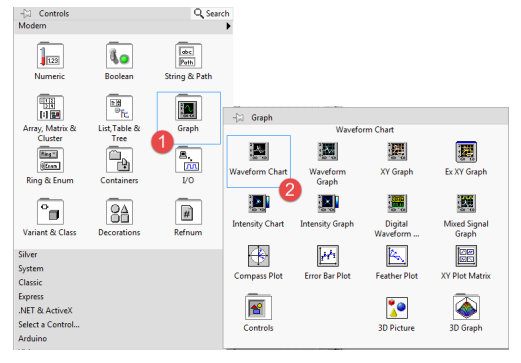 Controls
Search
Modern
Numeric
Boolean
String & Path
Array, Matrix &
Cluster
List, Table &
Tree
Graph
1
Ring & Enum
Containers
I/O
Variant & Class
Decorations
Refnum
Silver
System
Classic
Express
.NET & ActiveX
Select a Control...
Arduino
Graph
Waveform Chart
Waveform Chart
Waveform
Graph
XY Graph
Ex XY Graph
2
Intensity Chart
Intensity Graph
Digital
Waveform ...
Mixed Signal
Graph
Compass Plot
Error Bar Plot
Feather Plot
XY Plot Matrix
Controls
3D Picture
3D Graph